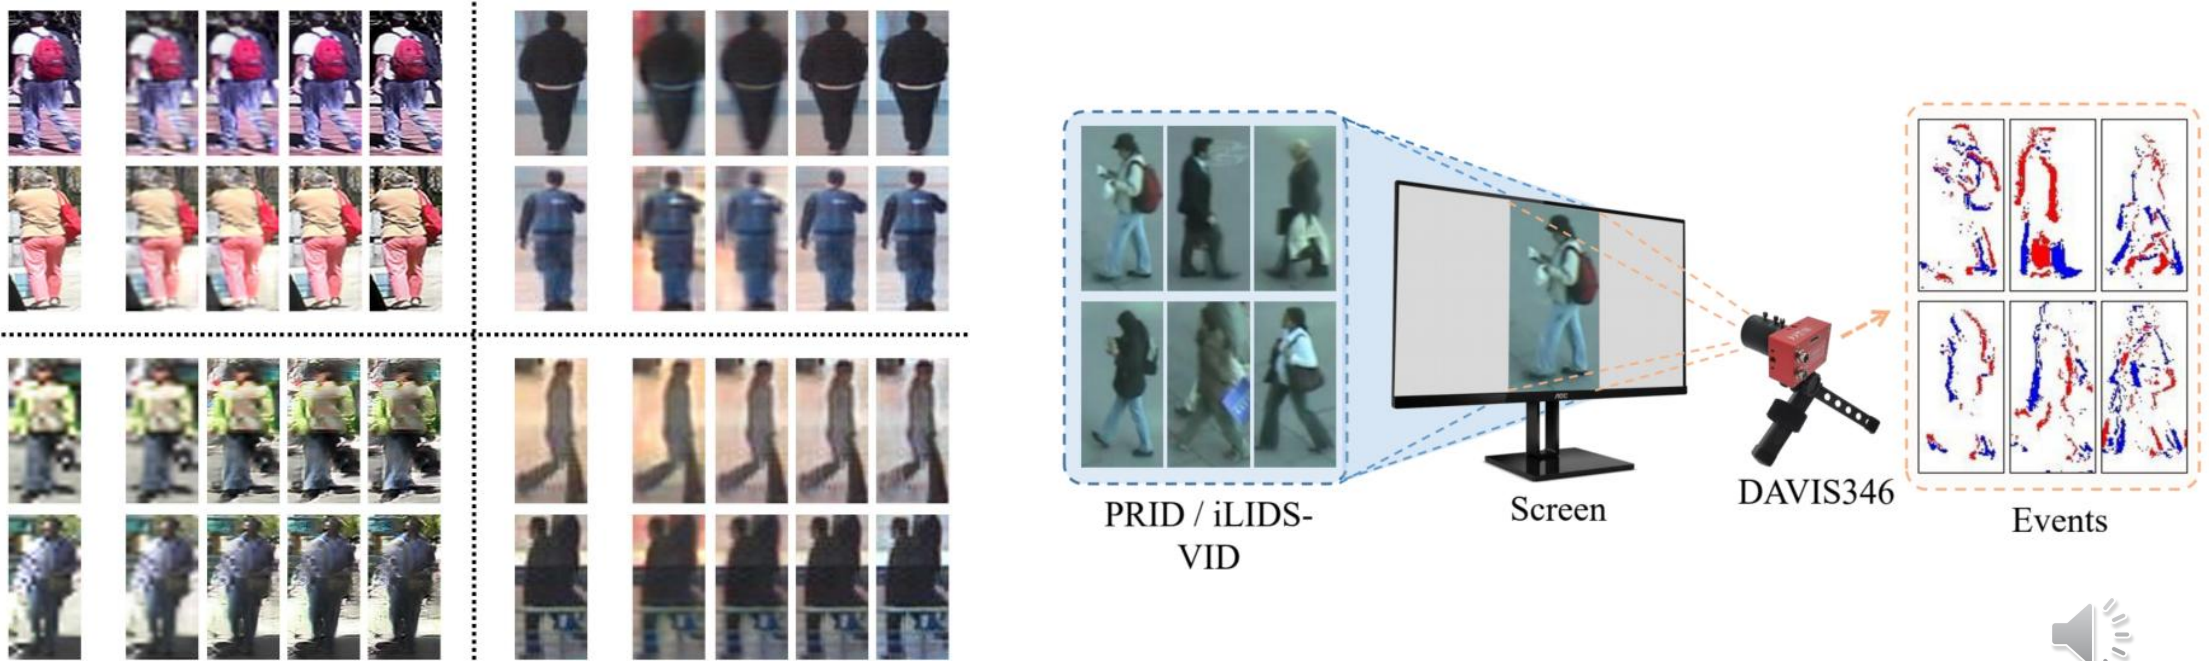 PRID / iLIDS-
VID
Screen
DAVIS346
Events